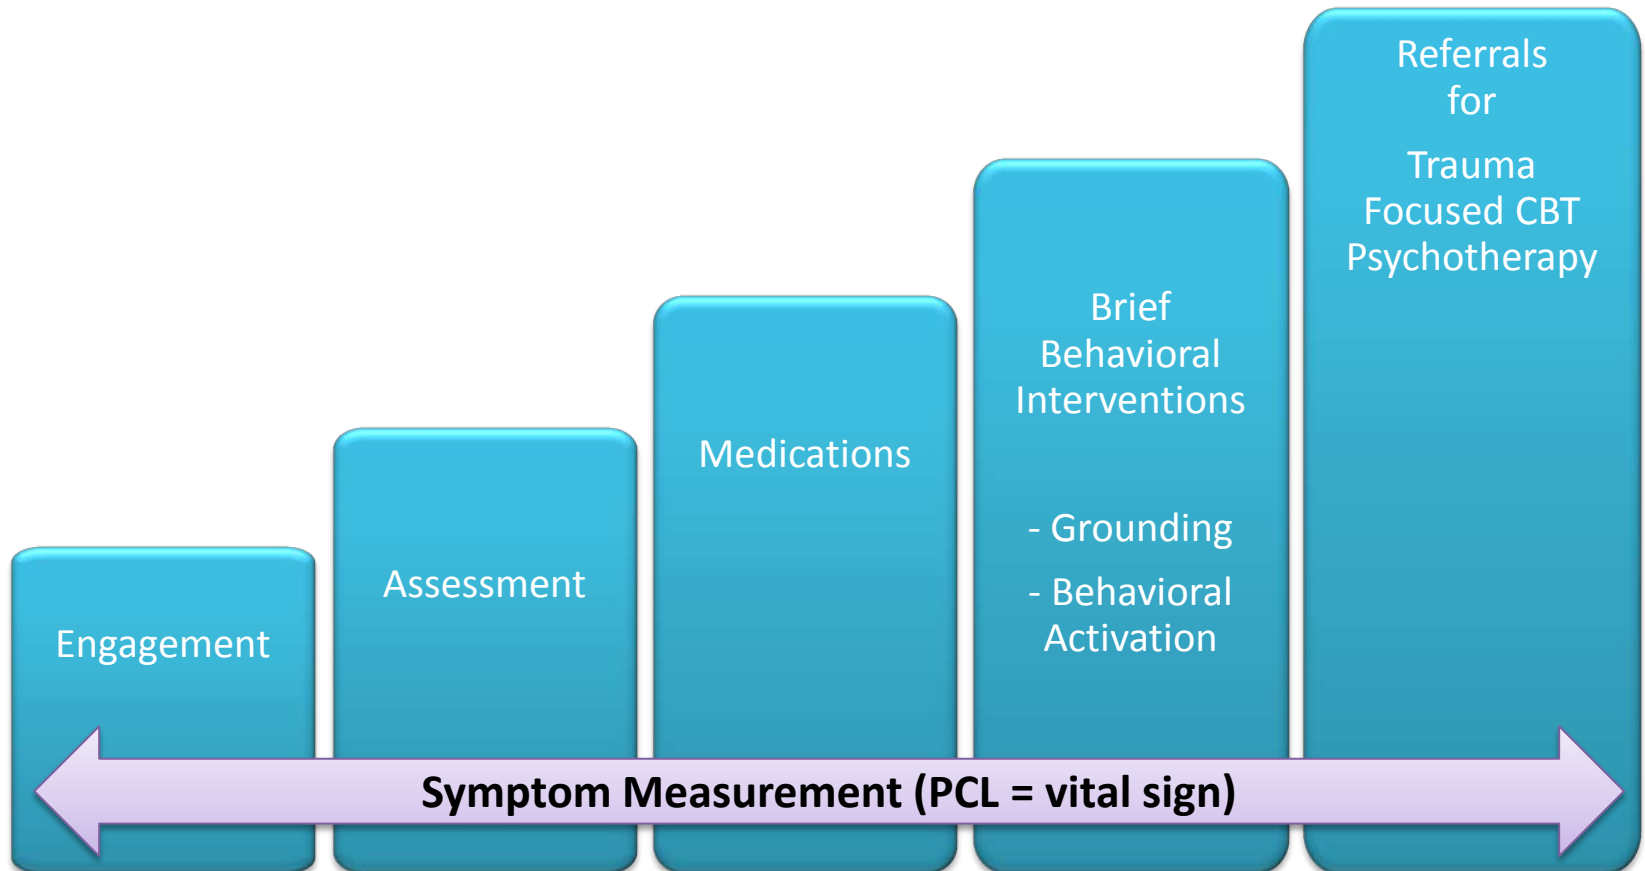 Engagement
Assessment
Medications
Brief
Behavioral
Interventions
- Grounding
- Behavioral
Activation
Referrals
for
Trauma
Focused CBT
Psychotherapy
Symptom Measurement (PCL = vital sign)